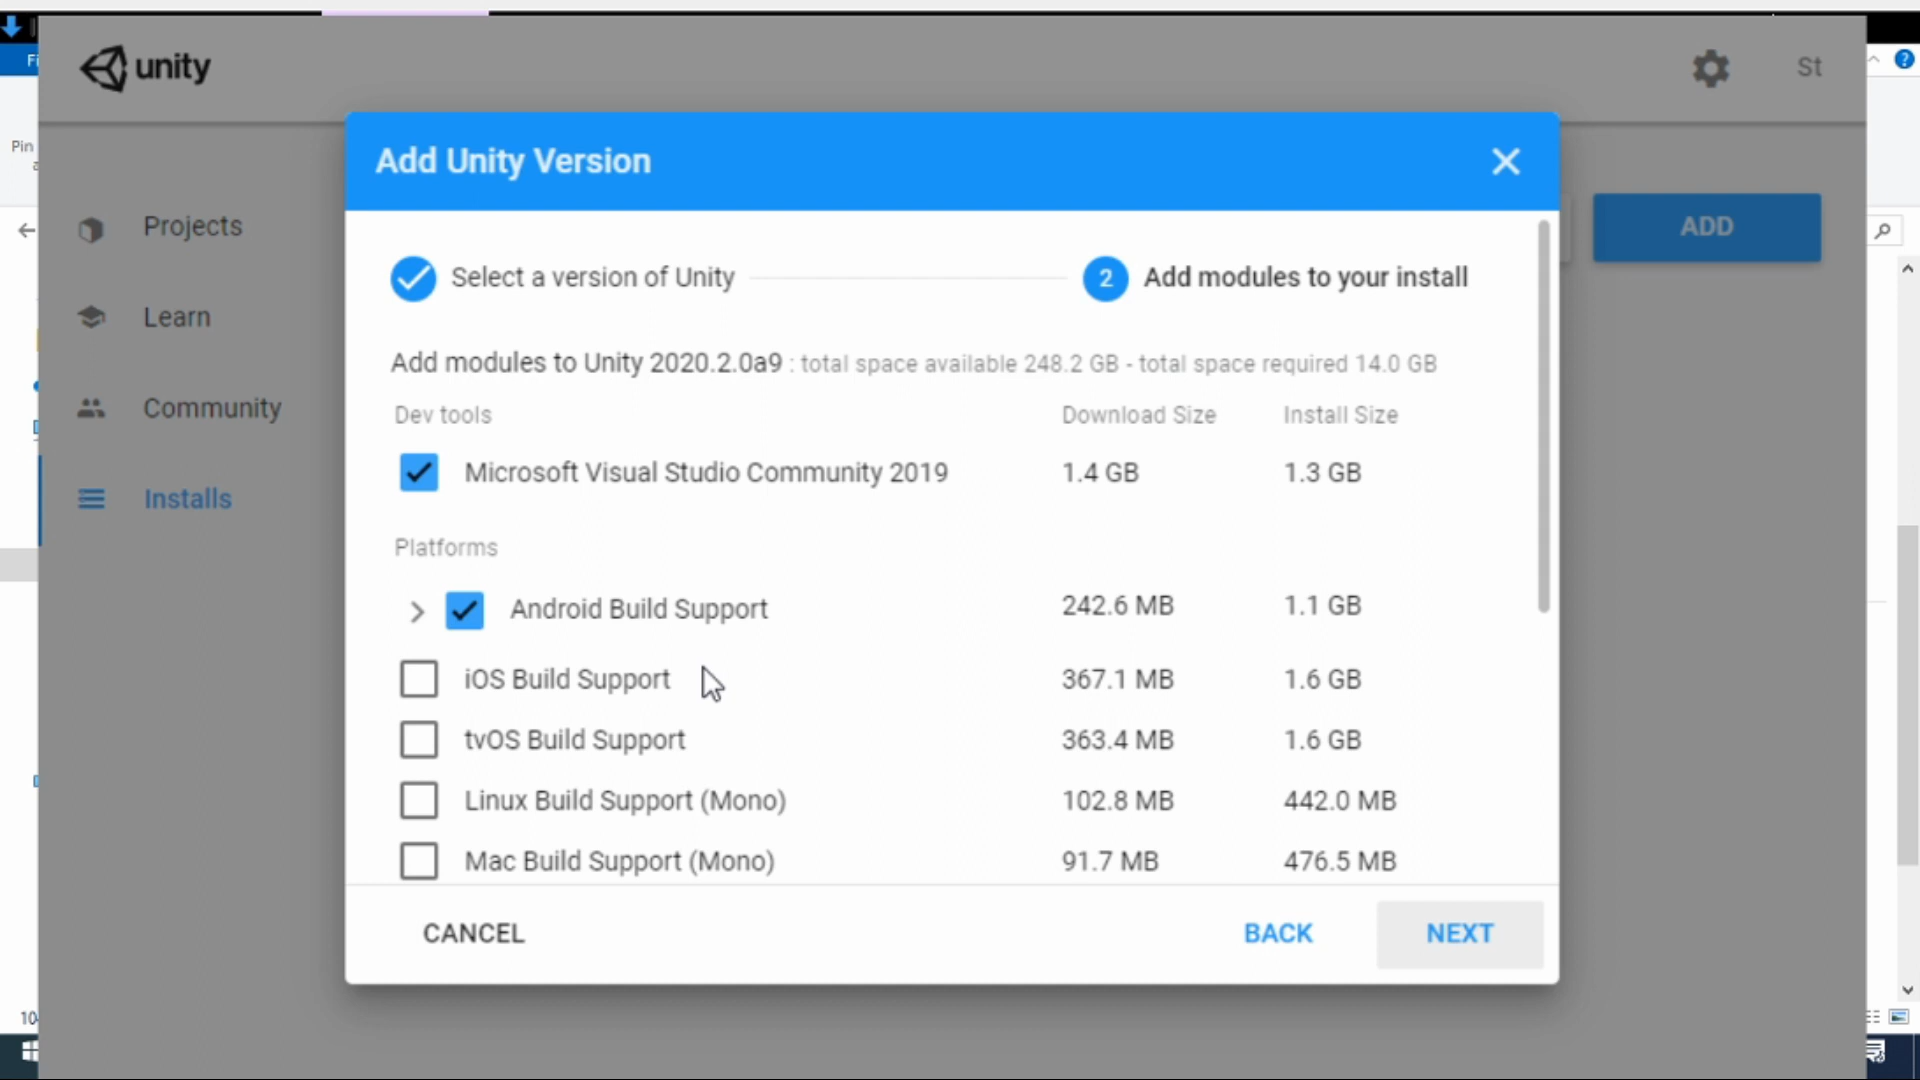 Fi
unity
St
Pin
Add Unity Version
Projects
Learn
Community
Installs
ADD
Select a version of Unity
2 Add modules to your install
Add modules to Unity 2020.2.0a9 : total space available 248.2 GB - total space required 14.0 GB
Dev tools Download Size Install Size
Microsoft Visual Studio Community 2019 1.4 GB 1.3 GB
Platforms
Android Build Support 242.6 MB 1.1 GB
iOS Build Support 367.1 MB 1.6 GB
tvOS Build Support 363.4 MB 1.6 GB
Linux Build Support (Mono) 102.8 MB 442.0 MB
Mac Build Support (Mono) 91.7 MB 476.5 MB
CANCEL BACK NEXT